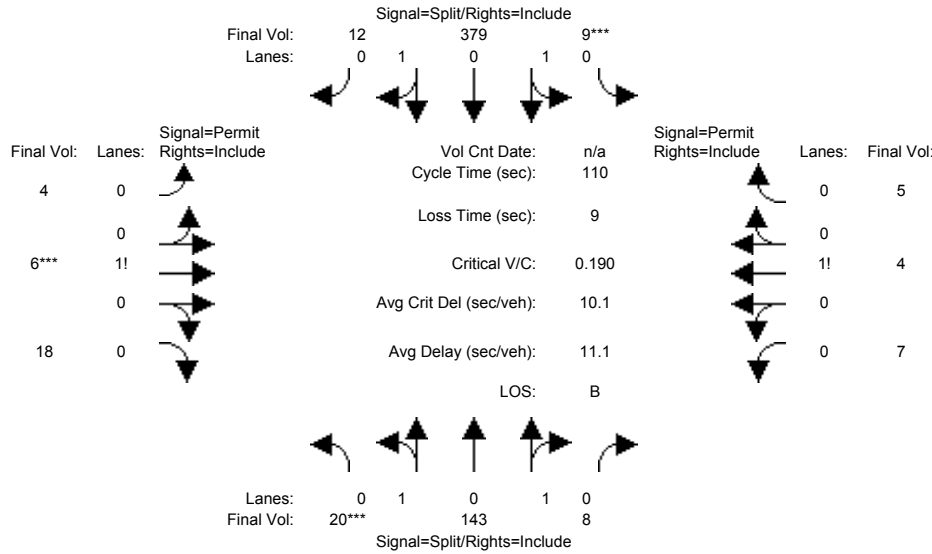 Signal=Split/Rights=Include
Final Vol: 12 379 9***
Lanes: 0 1 0 1 0
Signal=Permit
Final Vol: Lanes: Rights=Include
Vol Cnt Date: n/a
Signal=Permit
Rights=Include Lanes: Final Vol:
Cycle Time (sec): 110
4 0
0 5
Loss Time (sec): 9
0
0
6*** 1!
Critical V/C: 0.190
1! 4
0
Avg Crit Del (sec/veh): 10.1
0
18 0
Avg Delay (sec/veh): 11.1
0 7
LOS: B
Lanes: 0 1 0 1 0
Final Vol: 20*** 143 8
Signal=Split/Rights=Include